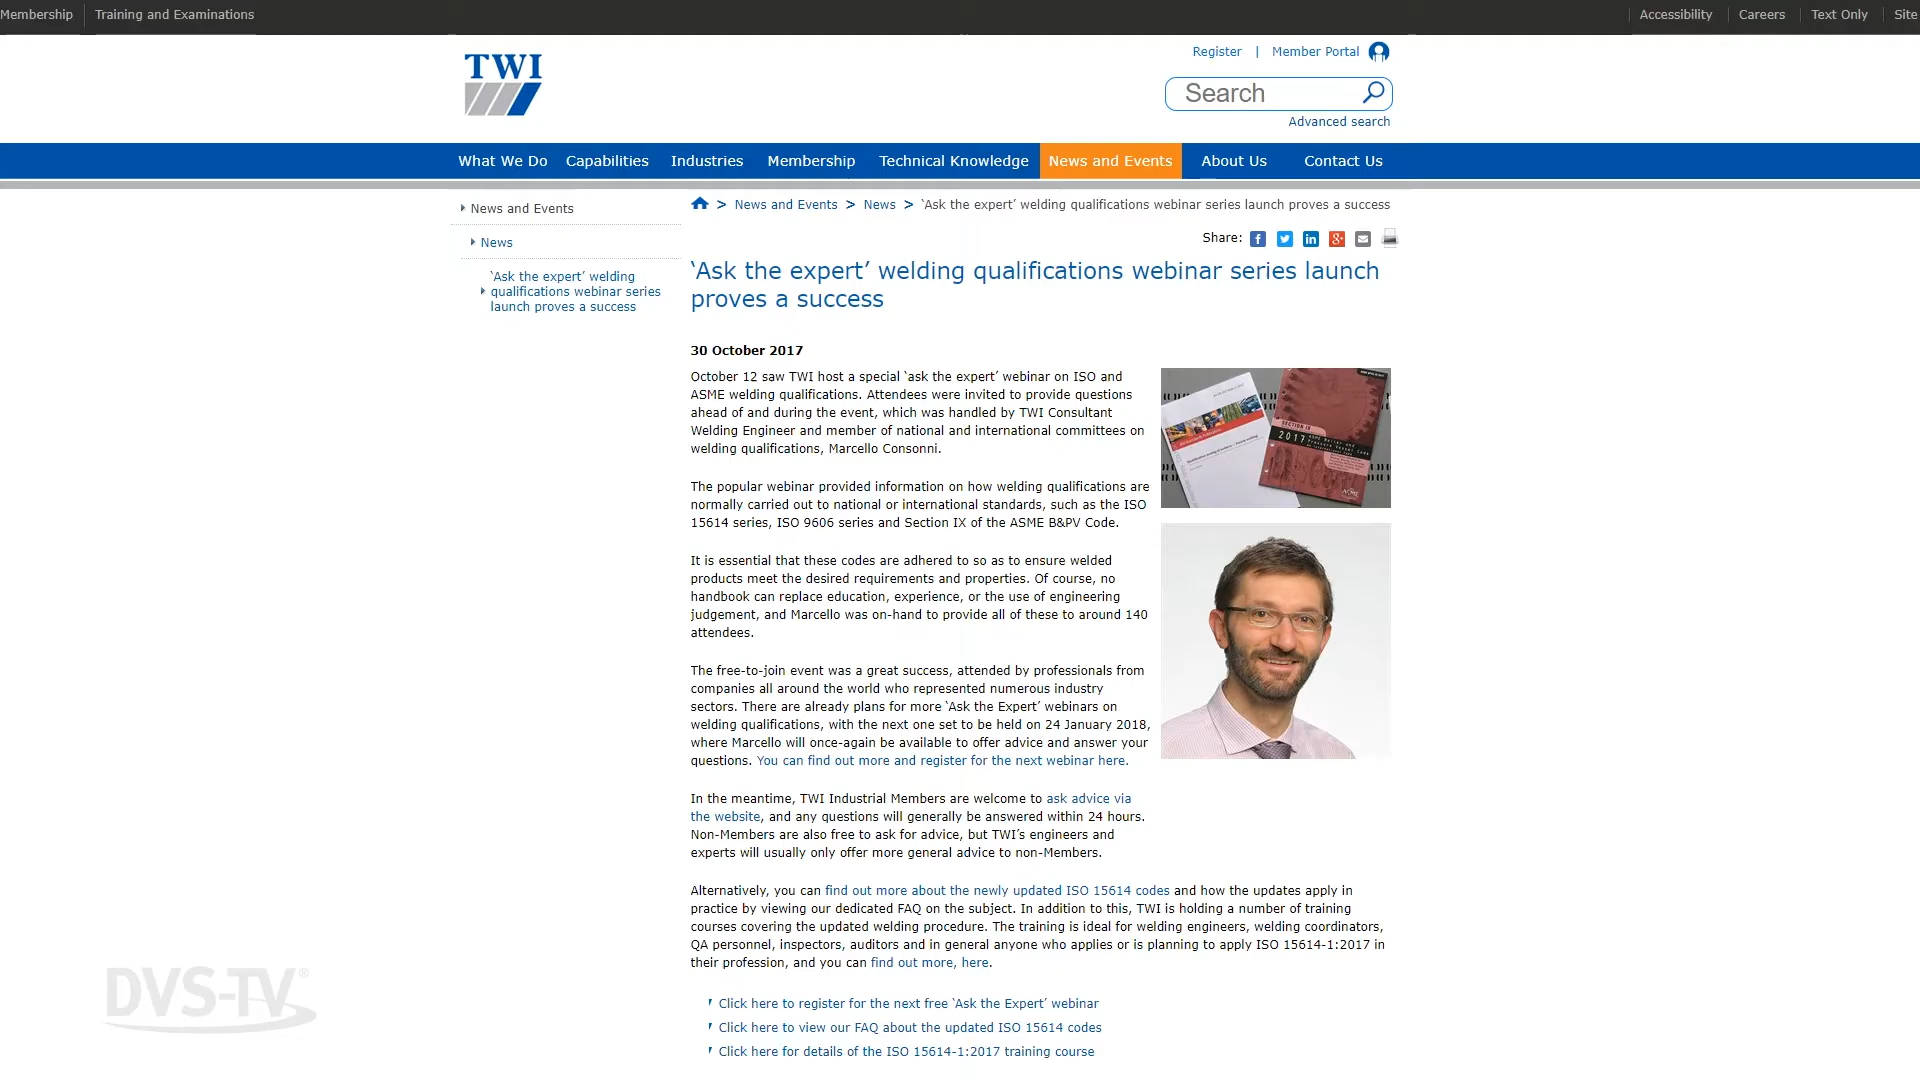 Membership
Training and Examinations
Accessibility
Careers
Text Only
Site
TWI
Register | Member Portal
Search
Advanced search
What We Do
Capabilities
Industries
Membership
Technical Knowledge
News and Events
About Us
Contact Us
News and Events
News
‘Ask the expert’ welding
qualifications webinar series
launch proves a success
> News and Events > News > ‘Ask the expert’ welding qualifications webinar series launch proves a success
Share:
‘Ask the expert’ welding qualifications webinar series launch
proves a success
30 October 2017
October 12 saw TWI host a special ‘ask the expert’ webinar on ISO and
ASME welding qualifications. Attendees were invited to provide questions
ahead of and during the event, which was handled by TWI Consultant
Welding Engineer and member of national and international committees on
welding qualifications, Marcello Consonni.
The popular webinar provided information on how welding qualifications are
normally carried out to national or international standards, such as the ISO
15614 series, ISO 9606 series and Section IX of the ASME B&PV Code.
It is essential that these codes are adhered to so as to ensure welded
products meet the desired requirements and properties. Of course, no
handbook can replace education, experience, or the use of engineering
judgement, and Marcello was on-hand to provide all of these to around 140
attendees.
The free-to-join event was a great success, attended by professionals from
companies all around the world who represented numerous industry
sectors. There are already plans for more ‘Ask the Expert’ webinars on
welding qualifications, with the next one set to be held on 24 January 2018,
where Marcello will once-again be available to offer advice and answer your
questions. You can find out more and register for the next webinar here.
In the meantime, TWI Industrial Members are welcome to ask advice via
the website, and any questions will generally be answered within 24 hours.
Non-Members are also free to ask for advice, but TWI’s engineers and
experts will usually only offer more general advice to non-Members.
Alternatively, you can find out more about the newly updated ISO 15614 codes and how the updates apply in
practice by viewing our dedicated FAQ on the subject. In addition to this, TWI is holding a number of training
courses covering the updated welding procedure. The training is ideal for welding engineers, welding coordinators,
QA personnel, inspectors, auditors and in general anyone who applies or is planning to apply ISO 15614-1:2017 in
their profession, and you can find out more, here.
Click here to register for the next free ‘Ask the Expert’ webinar
Click here to view our FAQ about the updated ISO 15614 codes
Click here for details of the ISO 15614-1:2017 training course
SECTION IX
2017
ASME
DVS-TV®